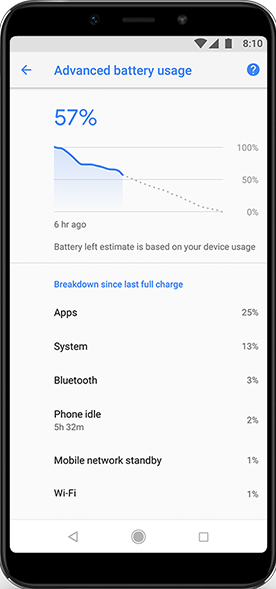 8:10
Advanced battery usage
57%
100%
50%
0%
6 hr ago
Battery left estimate is based on your device usage
Breakdown since last full charge
Apps 25%
System 13%
Bluetooth 3%
Phone idle 2%
5h 32m
Mobile network standby 1%
Wi-Fi 1%